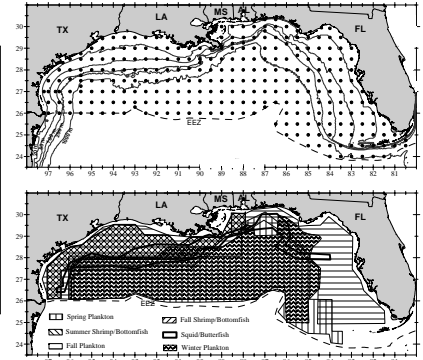 TX LA MS AL FL
30
29
28
27
26
25
24
EEZ
97 96 95 94 93 92 91 90 89 88 87 86 85 84 83 82 81
TX LA MS AL FL
30
29
28
27
26
25
24
EEZ
Spring Plankton Fall Shrimp/Bottomfish
Summer Shrimp/Bottomfish Squid/Butterfish
Fall Plankton Winter Plankton